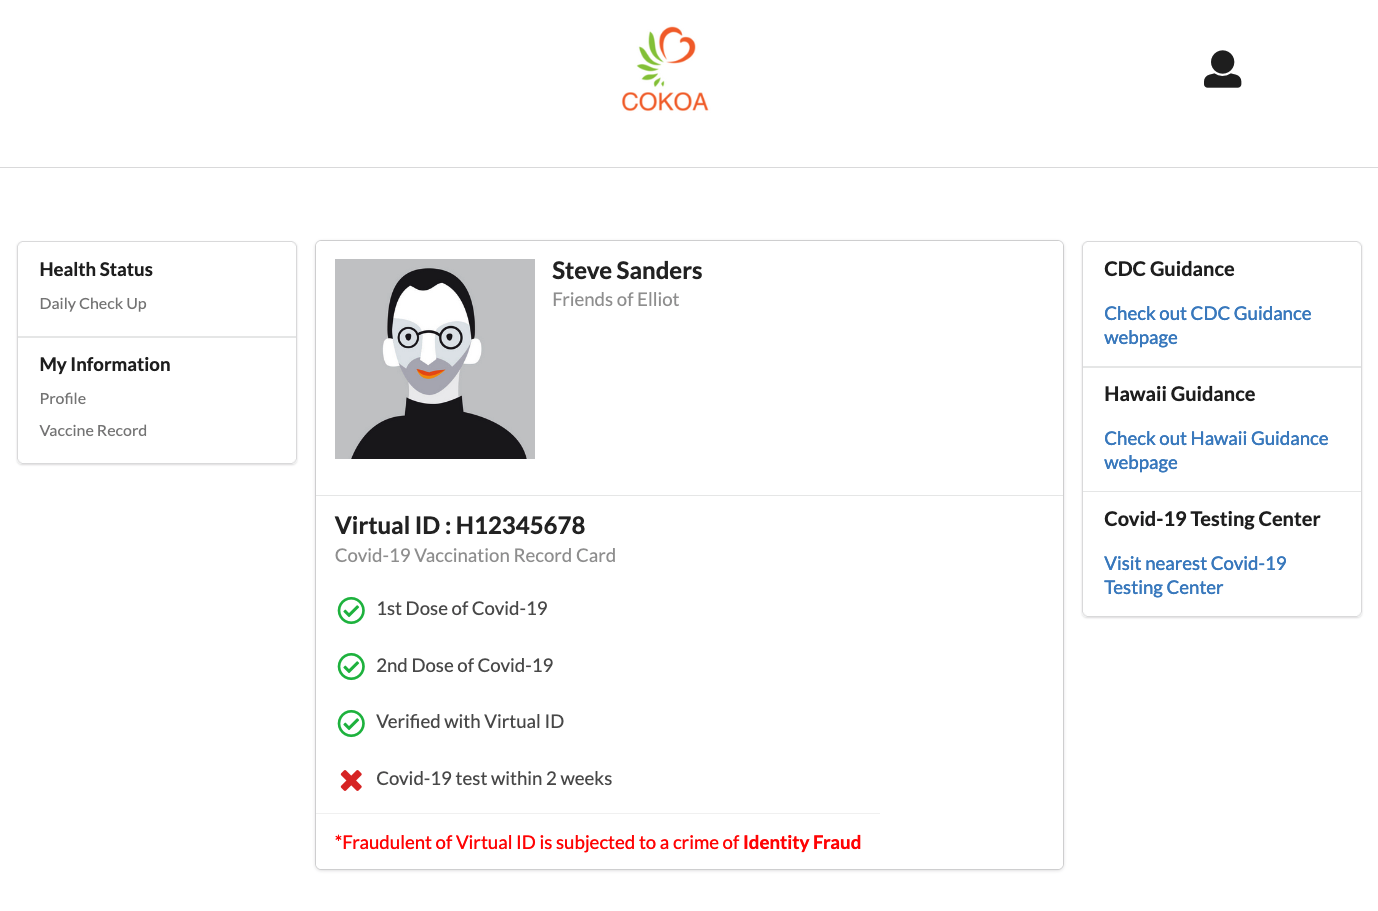 COKOA
Health Status
Daily Check Up
My Information
Profile
Vaccine Record
Steve Sanders
Friends of Elliot
Virtual ID : H12345678
Covid-19 Vaccination Record Card
1st Dose of Covid-19
2nd Dose of Covid-19
Verified with Virtual ID
Covid-19 test within 2 weeks
*Fraudulent of Virtual ID is subjected to a crime of Identity Fraud
CDC Guidance
Check out CDC Guidance
webpage
Hawaii Guidance
Check out Hawaii Guidance
webpage
Covid-19 Testing Center
Visit nearest Covid-19
Testing Center